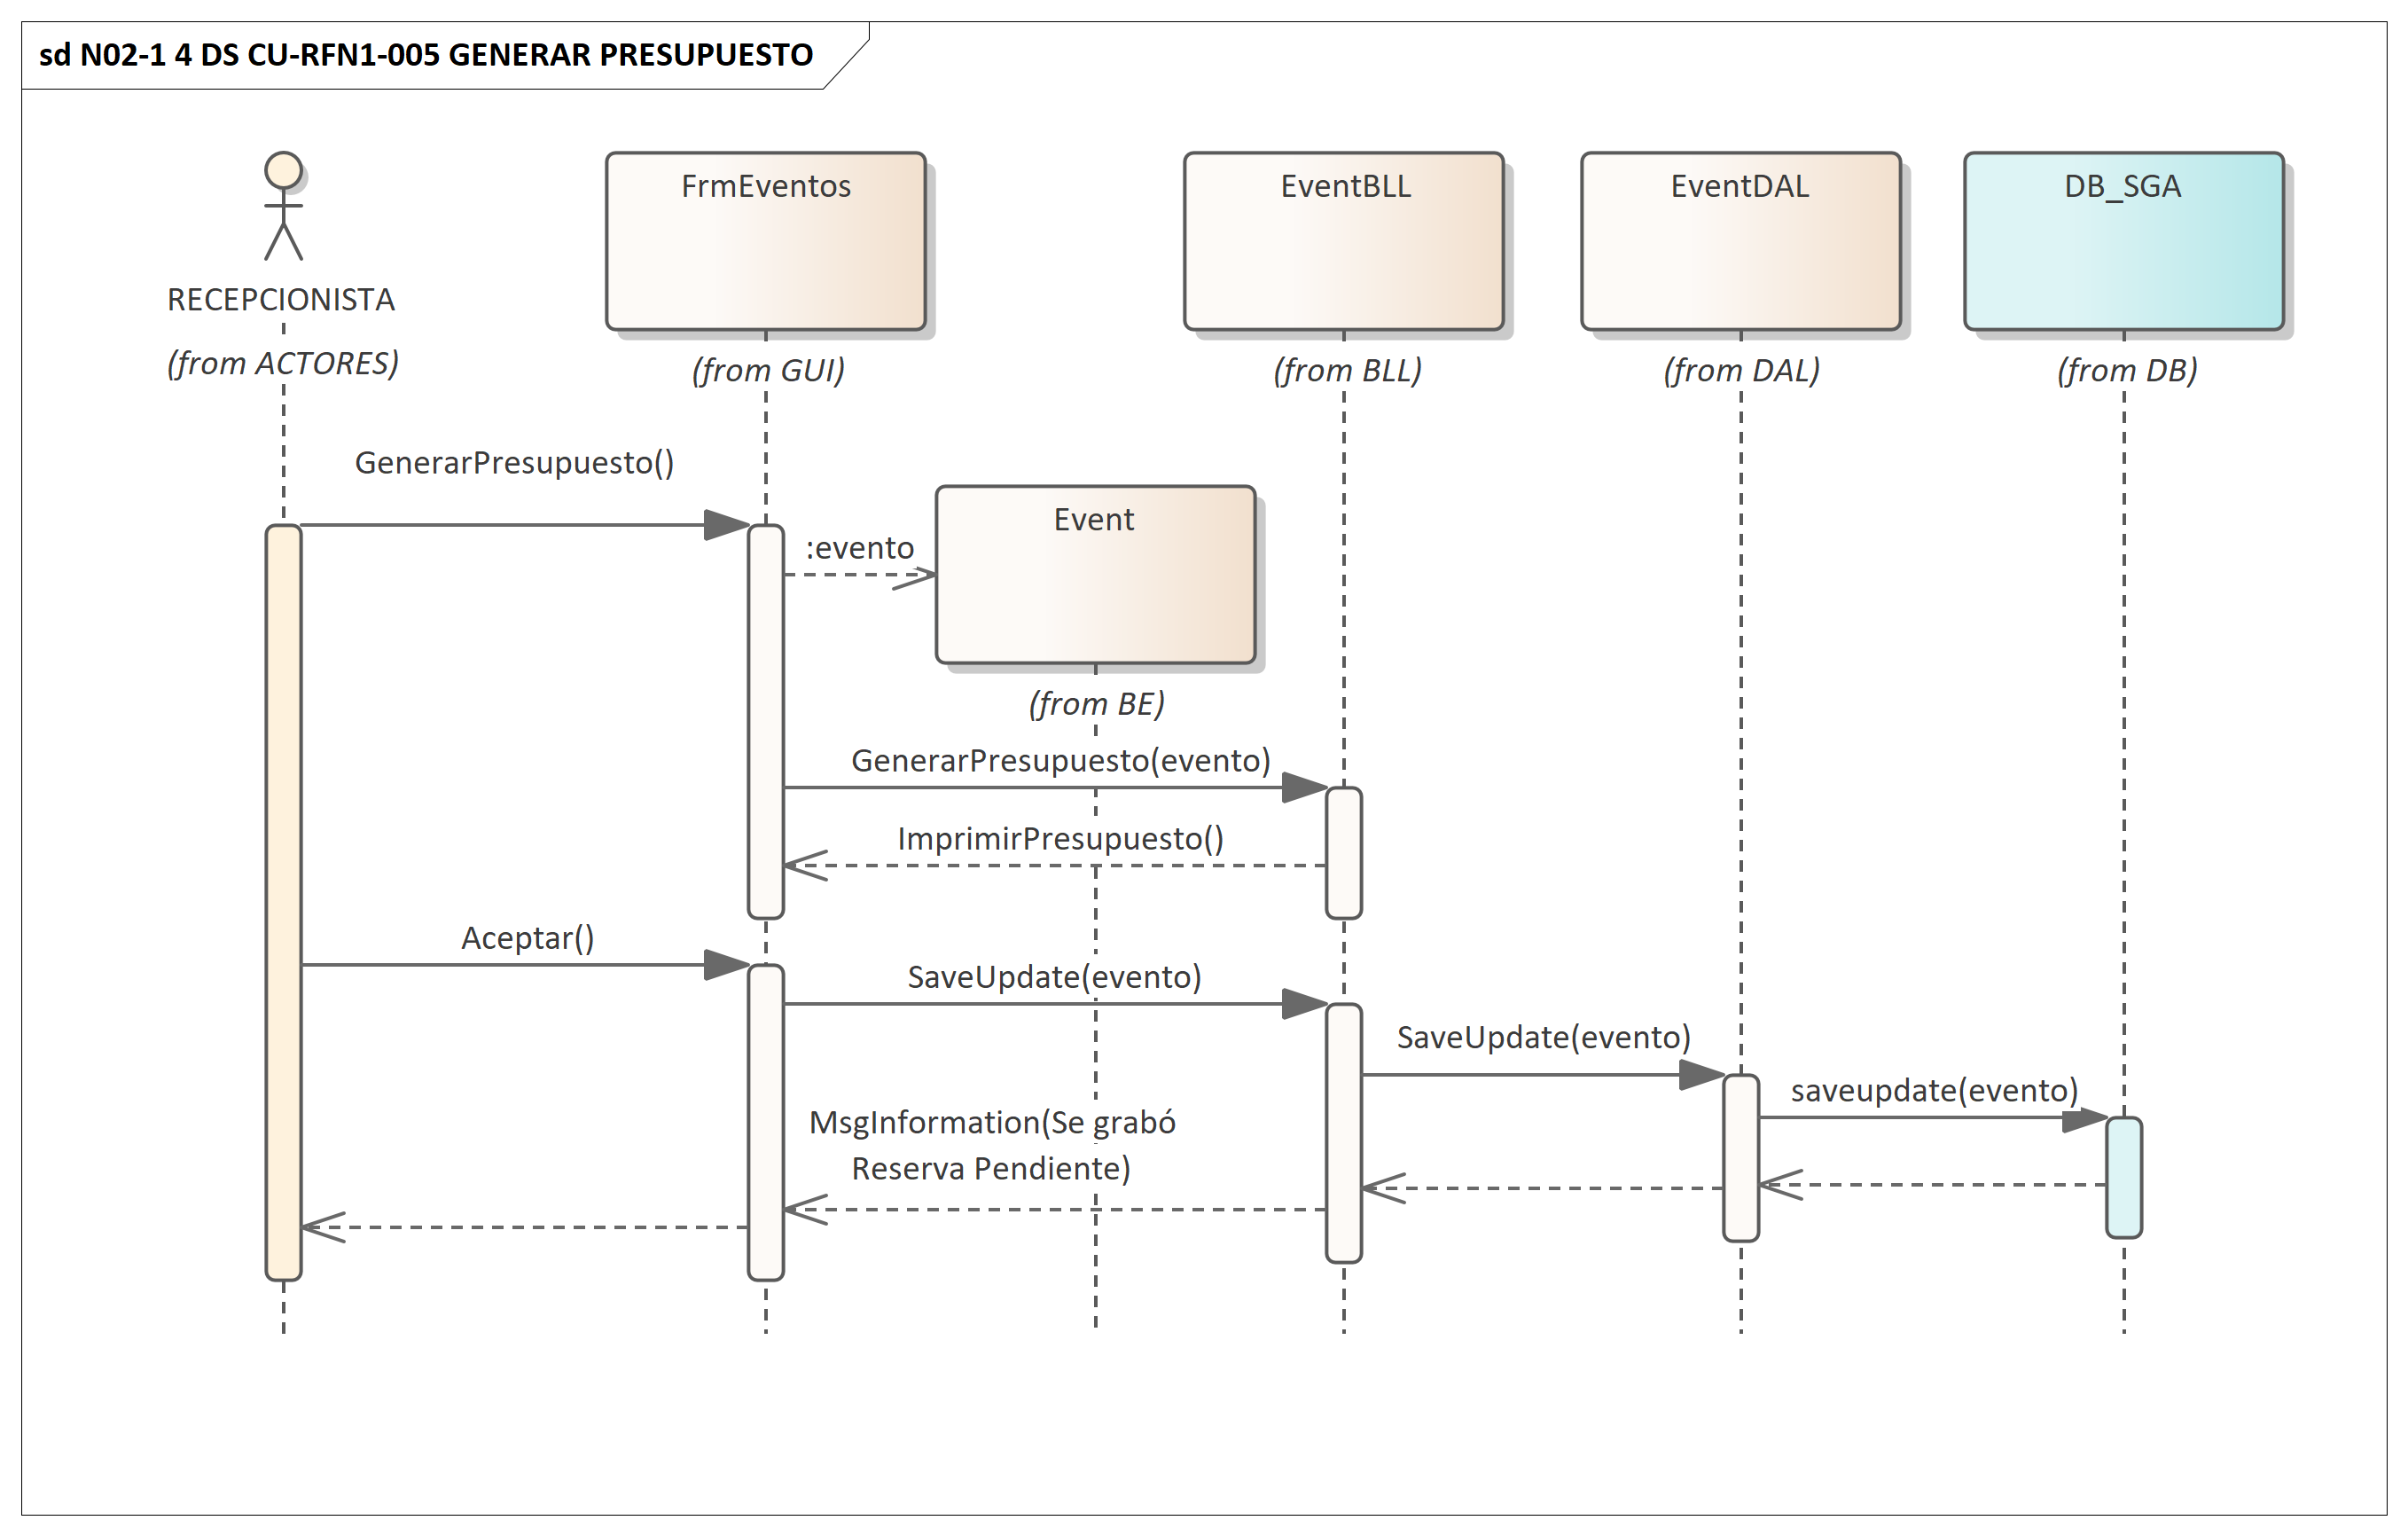 sd N02-1 4 DS CU-RFN1-005 GENERAR PRESUPUESTO
RECEPCIONISTA
(from ACTORES)
FrmEventos
(from GUI)
EventBLL
(from BLL)
EventDAL
(from DAL)
DB_SGA
(from DB)
GenerarPresupuesto()
:evento
Event
(from BE)
GenerarPresupuesto(evento)
ImprimirPresupuesto()
Aceptar()
SaveUpdate(evento)
SaveUpdate(evento)
saveupdate(evento)
MsgInformation(Se grabó
Reserva Pendiente)